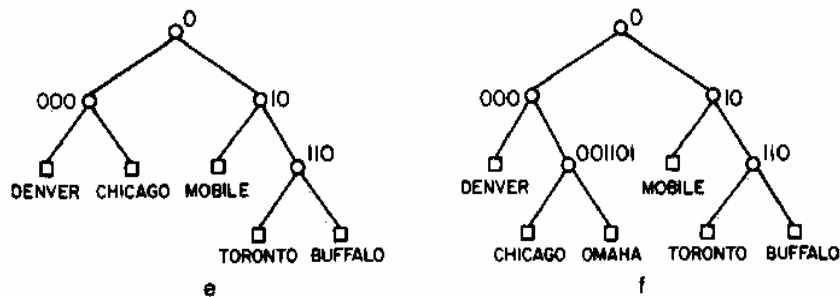 0
000
10
DENVER CHICAGO MOBILE
110
TORONTO BUFFALO
e
0
000
10
DENVER
001101
MOBILE
110
CHICAGO OMAHA TORONTO BUFFALO
f